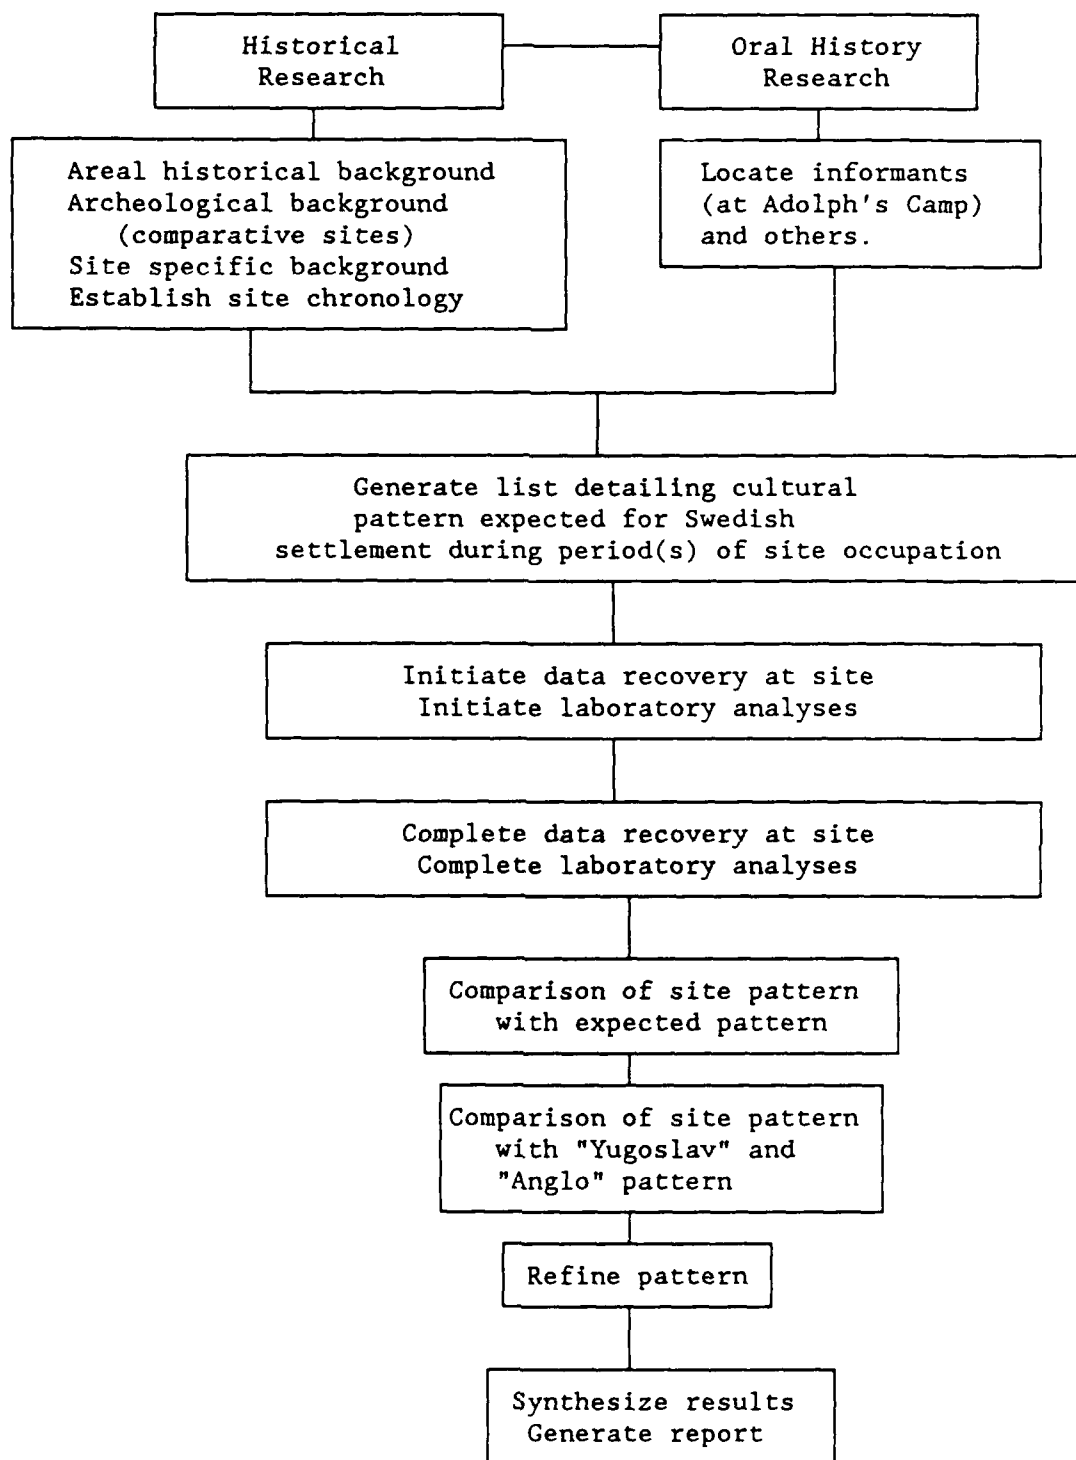 Historical
Research
Oral History
Research
Areal historical background
Archeological background
(comparative sites)
Site specific background
Establish site chronology
Locate informants
(at Adolph's Camp)
and others.
Generate list detailing cultural
pattern expected for Swedish
settlement during period(s) of site occupation
Initiate data recovery at site
Initiate laboratory analyses
Complete data recovery at site
Complete laboratory analyses
Comparison of site pattern
with expected pattern
Comparison of site pattern
with "Yugoslav" and
"Anglo" pattern
Refine pattern
Synthesize results
Generate report